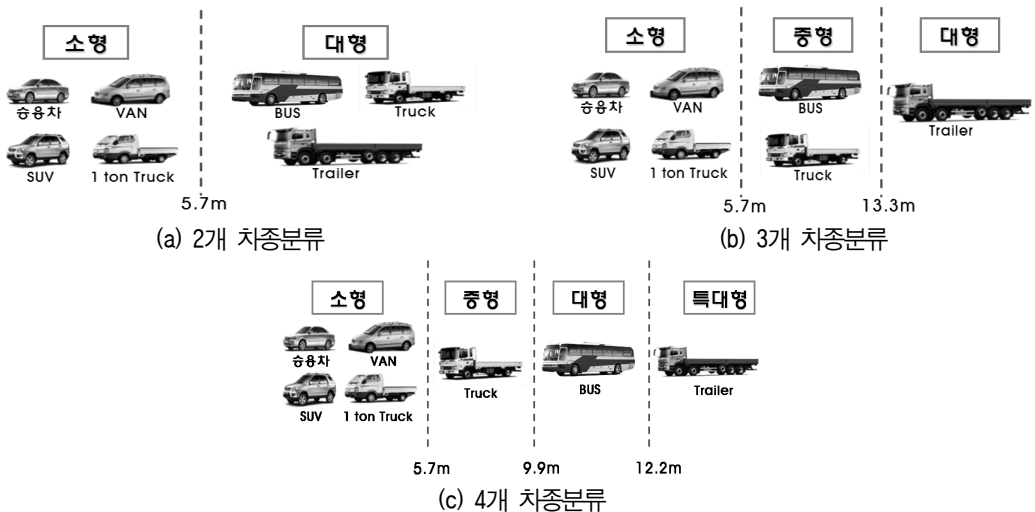 소형
대형
승용차
VAN
BUS
Truck
SUV
1 ton Truck
Trailer
5.7m
(a) 2개 차종분류
소형
중형
대형
승용차
VAN
BUS
Trailer
SUV
1 ton Truck
Truck
5.7m
13.3m
(b) 3개 차종분류
소형
중형
대형
특대형
승용차
VAN
Truck
BUS
Trailer
SUV
1 ton Truck
5.7m
9.9m
12.2m
(c) 4개 차종분류